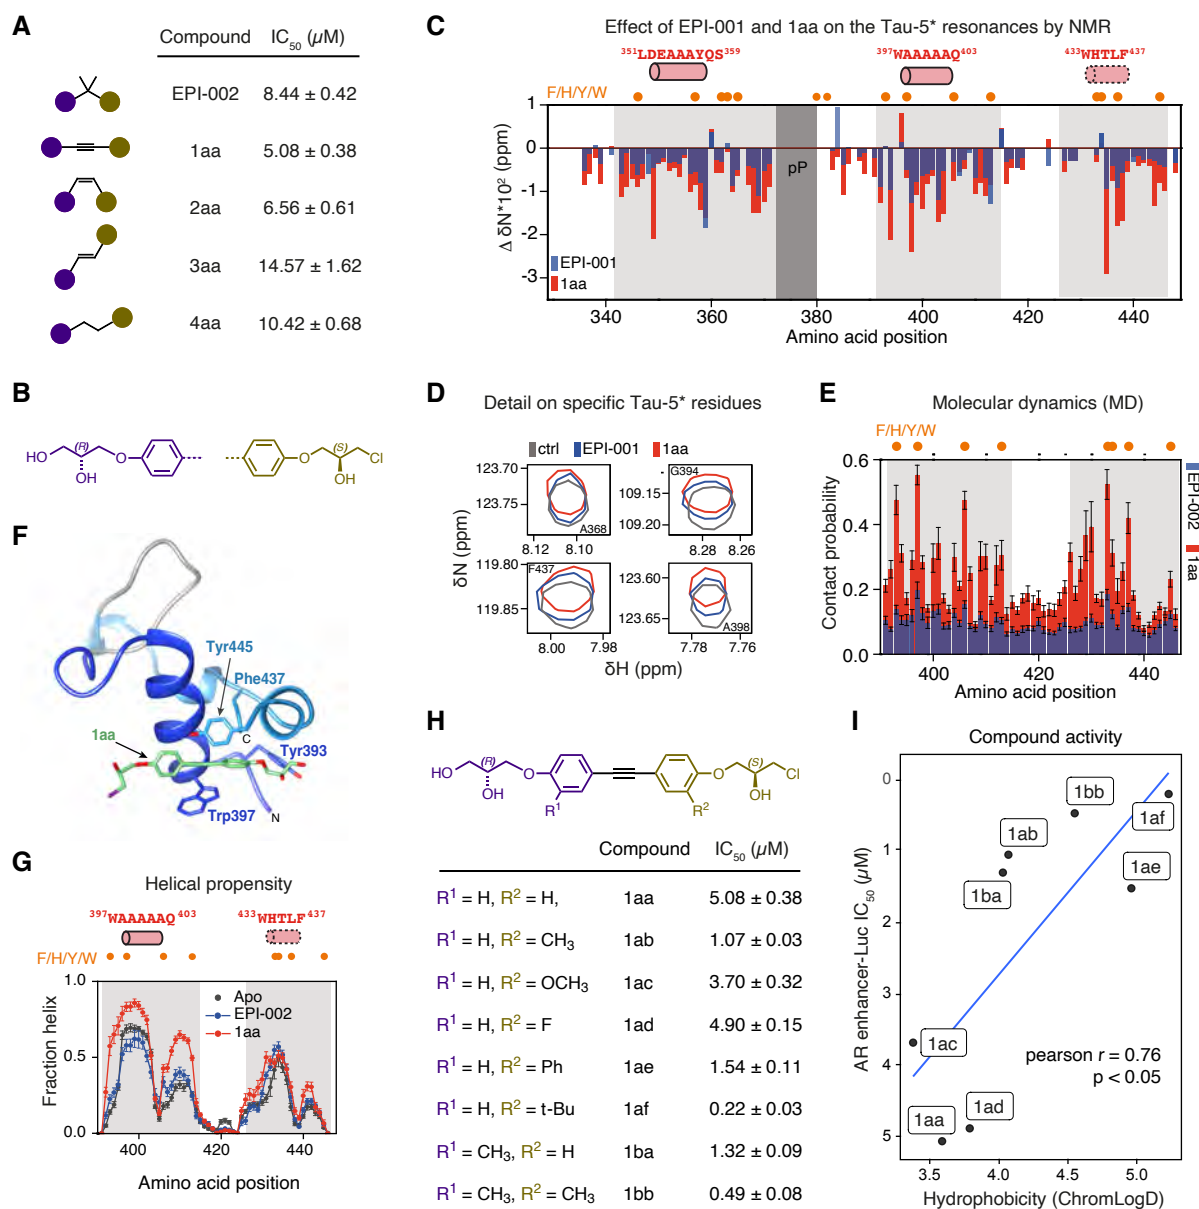 A
Compound IC50 (µM)
EPI-002 8.44 ± 0.42
1aa 5.08 ± 0.38
2aa 6.56 ± 0.61
3aa 14.57 ± 1.62
4aa 10.42 ± 0.68
B
HO (R) OH O
O (S) OH Cl
C
Effect of EPI-001 and 1aa on the Tau-5* resonances by NMR
351LDEAAAYQS359 397WAAAAAQ403 433WHTLF437
F/H/Y/W
Δ δN*10² (ppm)
1
0
-1
-2
-3
pP
EPI-001
1aa
340 360 380 400 420 440
Amino acid position
D
Detail on specific Tau-5* residues
ctrl EPI-001 1aa
δN (ppm)
123.70
123.75
A368
8.12 8.10
G394
109.15
109.20
8.28 8.26
119.80
F437
119.85
8.00 7.98
123.60
123.65
A398
7.78 7.76
δH (ppm)
E
Molecular dynamics (MD)
F/H/Y/W
Contact probability
0.6
0.4
0.2
0.0
400 420 440
Amino acid position
EPI-002
1aa
F
Tyr445
Phe437
1aa
C
Tyr393
Trp397
N
G
Helical propensity
397WAAAAAQ403 433WHTLF437
F/H/Y/W
Fraction helix
1.0
0.5
0.0
Apo
EPI-002
1aa
400 420 440
Amino acid position
H
HO (R) OH O R1 R2 O (S) OH Cl
Compound IC50 (µM)
R1 = H, R2 = H, 1aa 5.08 ± 0.38
R1 = H, R2 = CH3 1ab 1.07 ± 0.03
R1 = H, R2 = OCH3 1ac 3.70 ± 0.32
R1 = H, R2 = F 1ad 4.90 ± 0.15
R1 = H, R2 = Ph 1ae 1.54 ± 0.11
R1 = H, R2 = t-Bu 1af 0.22 ± 0.03
R1 = CH3, R2 = H 1ba 1.32 ± 0.09
R1 = CH3, R2 = CH3 1bb 0.49 ± 0.08
I
Compound activity
AR enhancer-Luc IC50 (µM)
0
1
2
3
4
5
1bb
1af
1ab
1ae
1ba
1ac
pearson r = 0.76
p < 0.05
1aa
1ad
3.5 4.0 4.5 5.0
Hydrophobicity (ChromLogD)